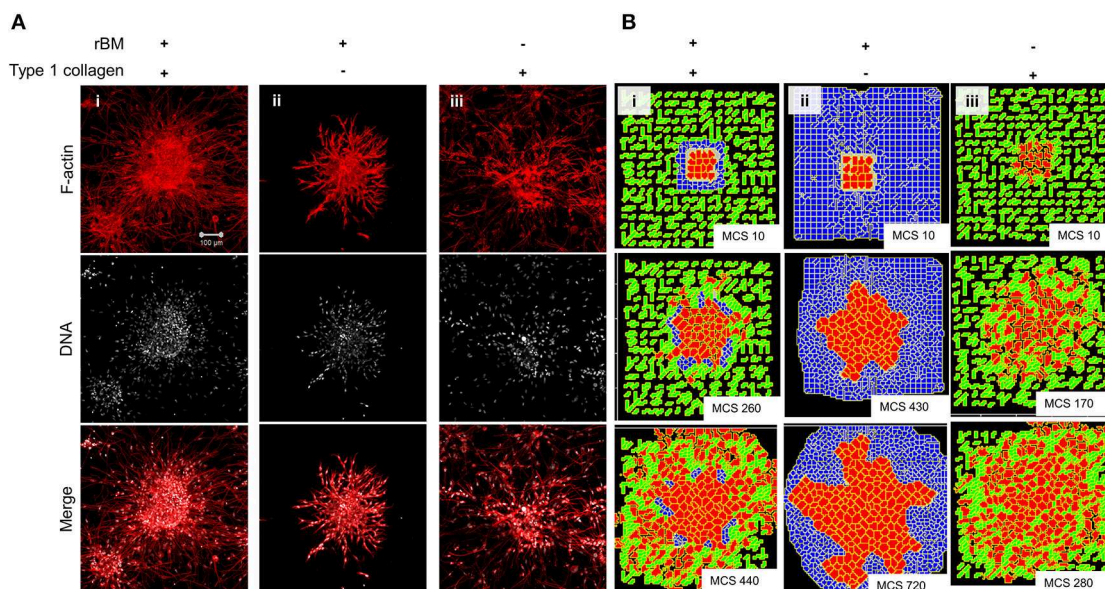 A
B
rBM + + - + + -
Type 1 collagen + - + + - +
i ii iii i ii iii
F-actin
100 μm
MCS 10 MCS 10 MCS 10
DNA
MCS 260 MCS 430 MCS 170
Merge
MCS 440 MCS 720 MCS 280